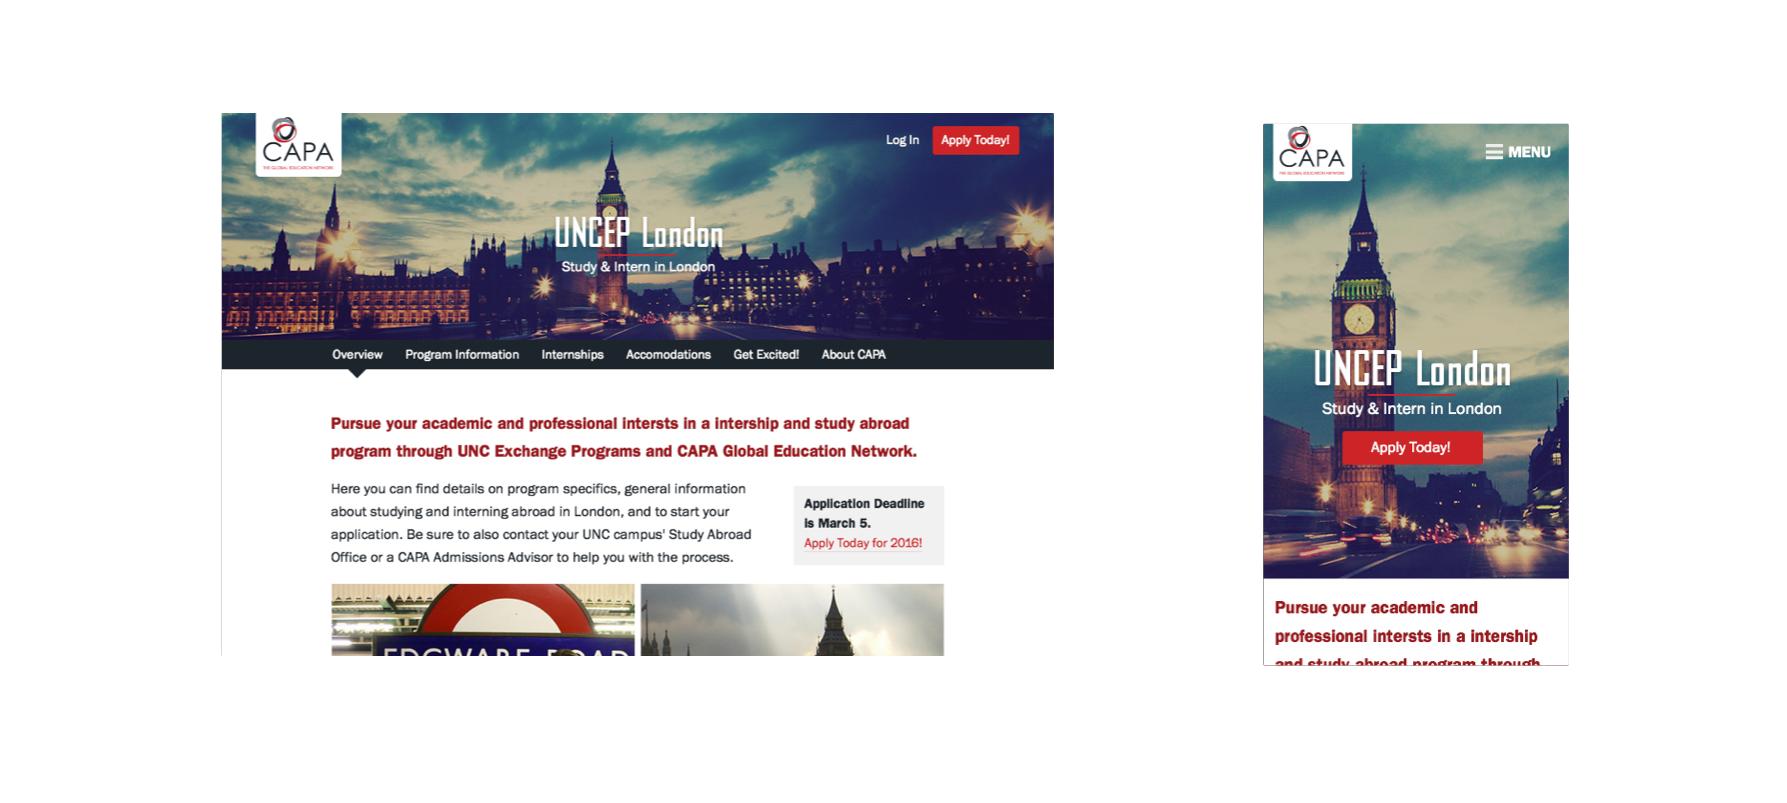 CAPA
THE GLOBAL EDUCATION NETWORK
Log In
Apply Today!
UNCEP London
Study & Intern in London
Overview
Program Information
Internships
Accomodations
Get Excited!
About CAPA
Pursue your academic and professional intersts in a intership and study abroad
program through UNC Exchange Programs and CAPA Global Education Network.
Here you can find details on program specifics, general information
about studying and interning abroad in London, and to start your
application. Be sure to also contact your UNC campus' Study Abroad
Office or a CAPA Admissions Advisor to help you with the process.
Application Deadline
is March 5.
Apply Today for 2016!
EDGWARE ROAD
CAPA
THE GLOBAL EDUCATION NETWORK
MENU
UNCEP London
Study & Intern in London
Apply Today!
Pursue your academic and
professional intersts in a intership
and study abroad program through